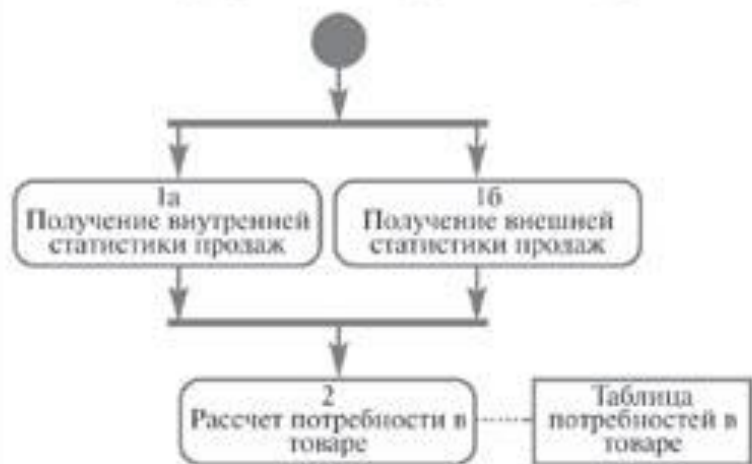 1а
Получение внутренней
статистики продаж
1б
Получение внешней
статистики продаж
2
Рассчет потребности в
товаре
Таблица
потребностей в
товаре